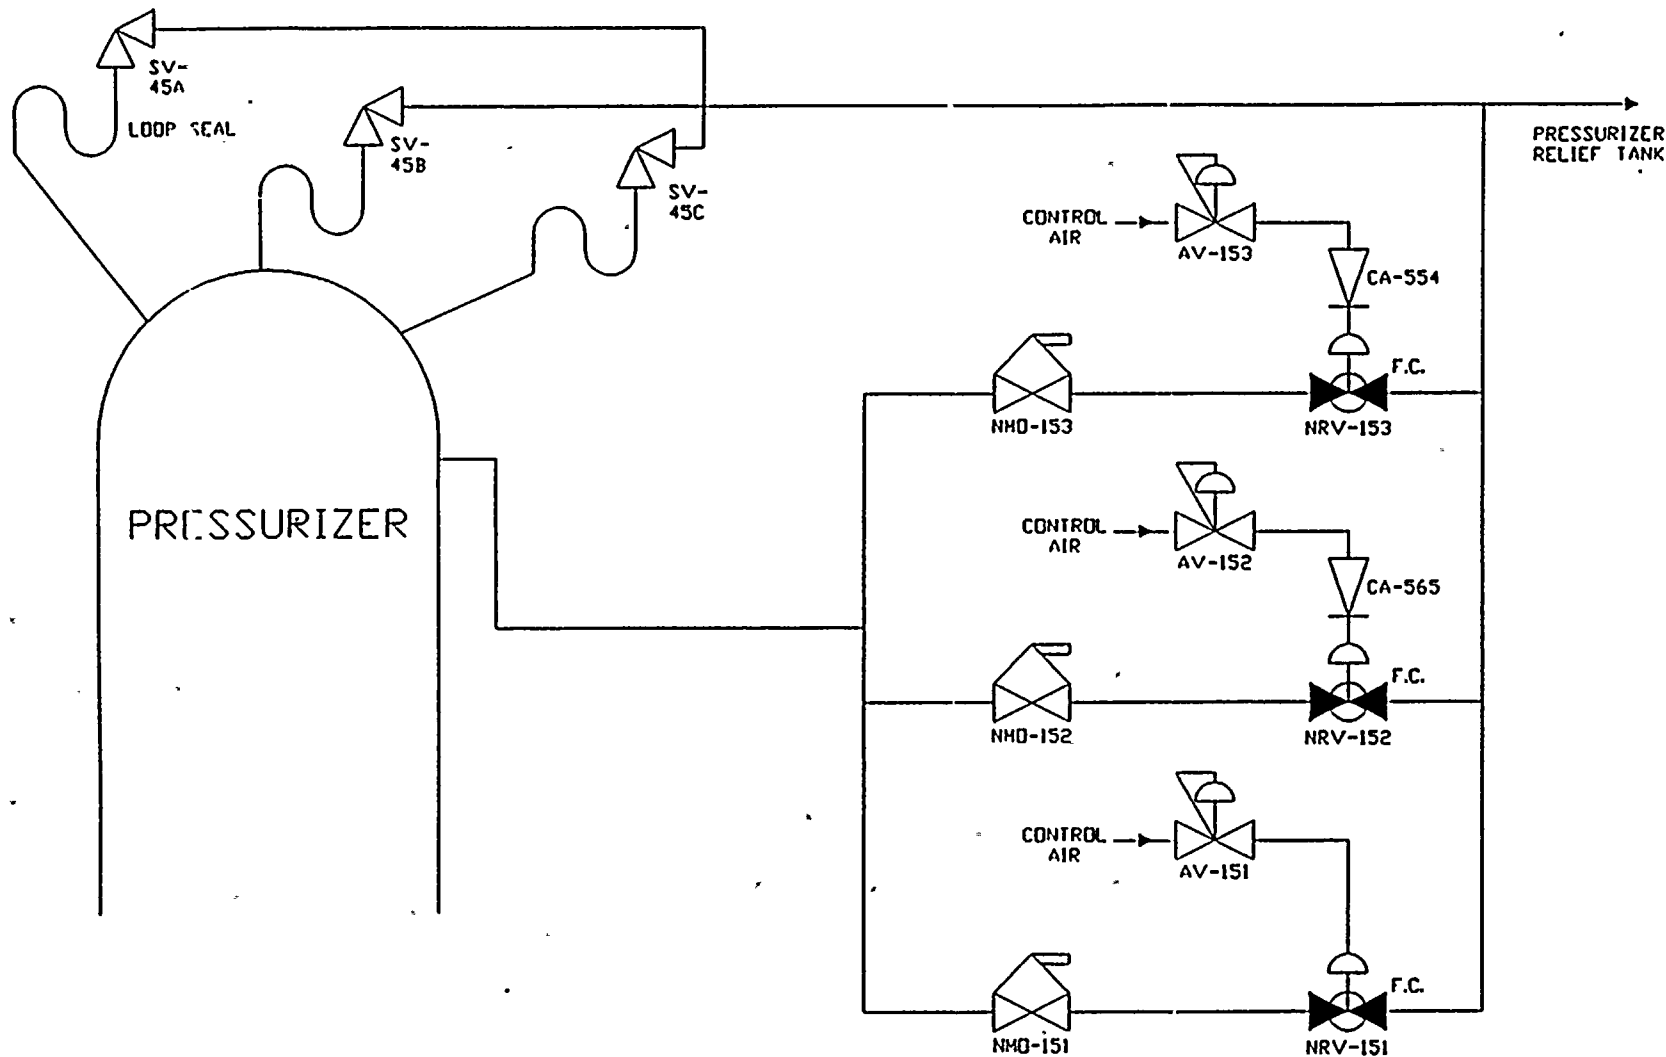 SV-
45A
LOOP SEAL
SV-
45B
SV-
45C
PRESSURIZER
RELIEF TANK
CONTROL
AIR
AV-153
CA-554
F.C.
NMO-153
NRV-153
PRESSURIZER
CONTROL
AIR
AV-152
CA-565
F.C.
NMO-152
NRV-152
CONTROL
AIR
AV-151
F.C.
NMO-151
NRV-151